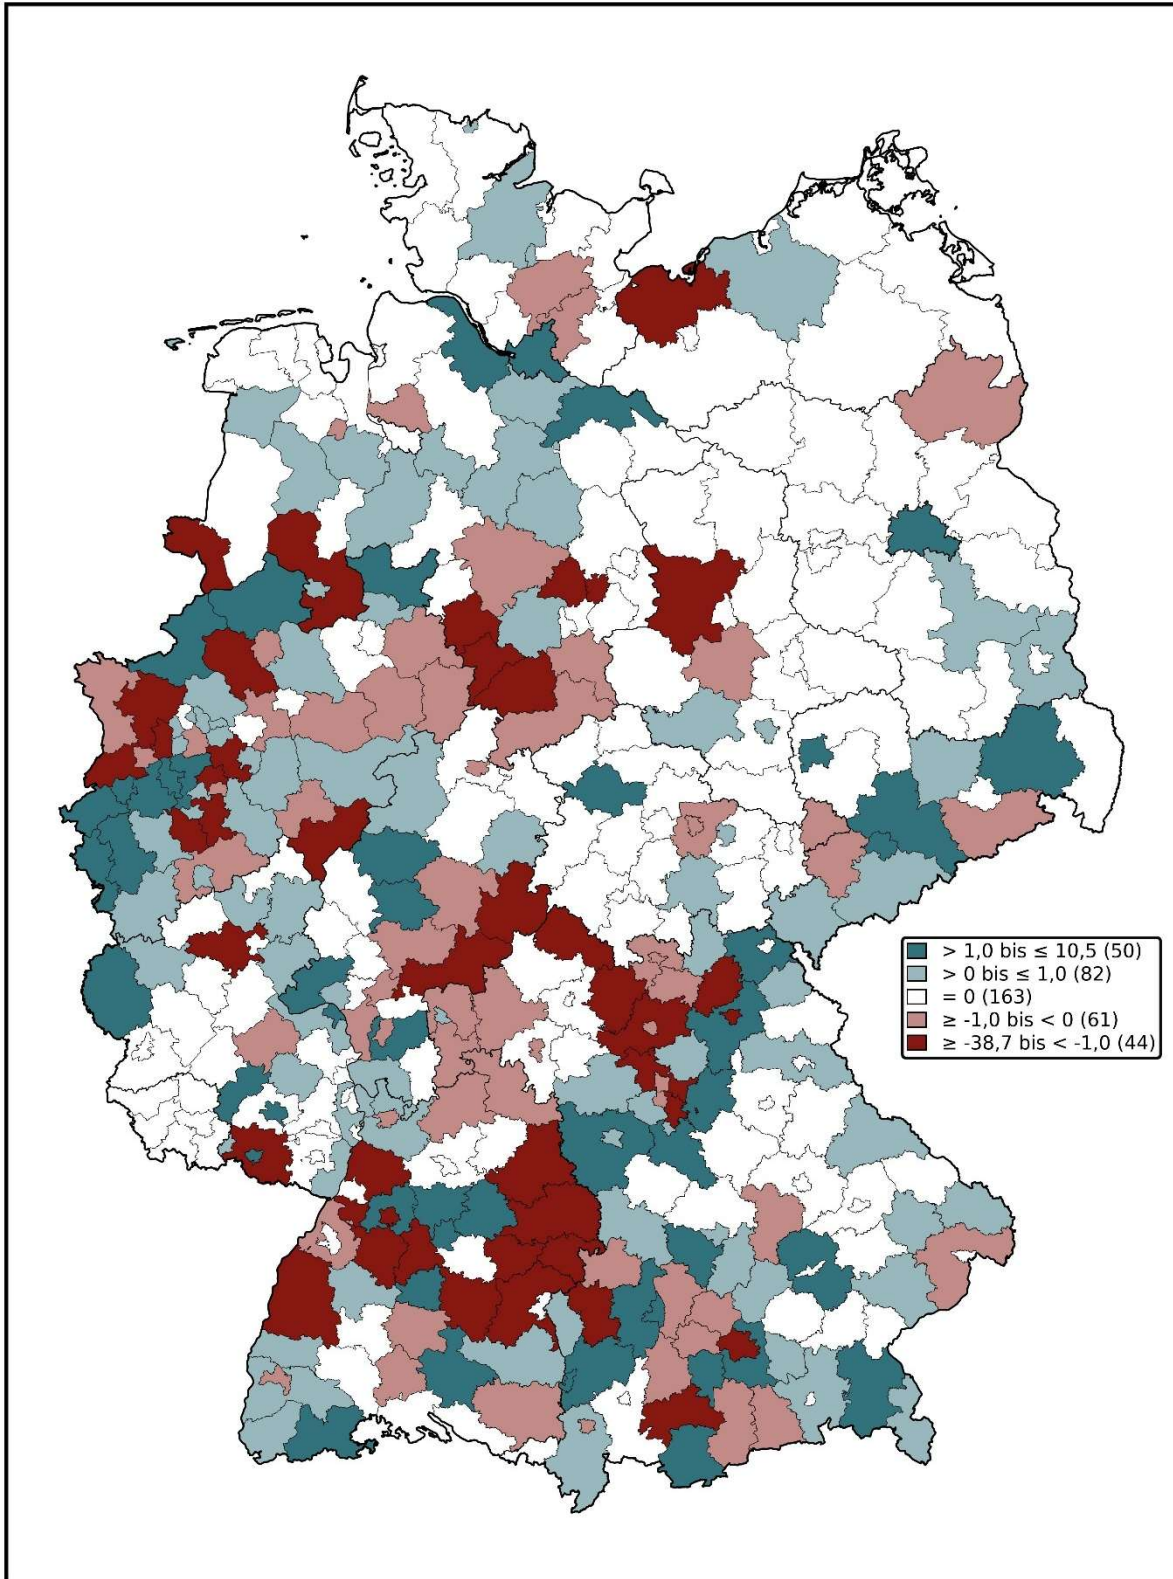 > 1,0 bis ≤ 10,5 (50)
> 0 bis ≤ 1,0 (82)
= 0 (163)
≥ -1,0 bis < 0 (61)
≥ -38,7 bis < -1,0 (44)